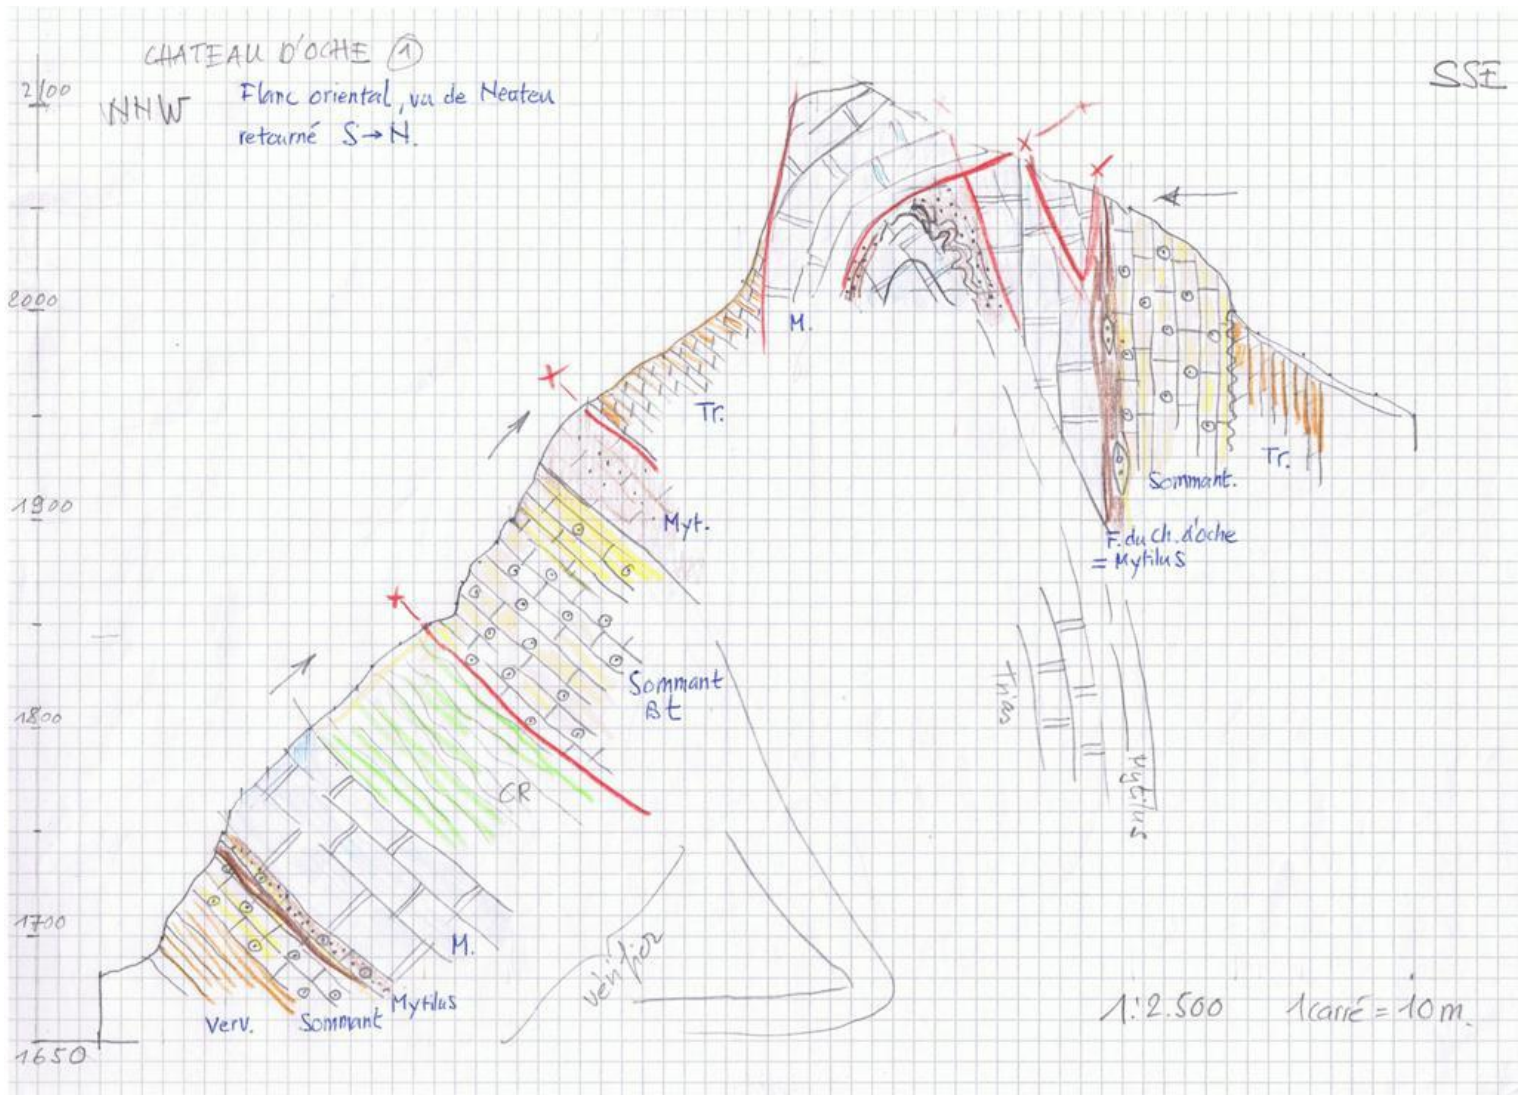 CHATEAU D'OCHE ①
SSE
2100
NNW
Flanc oriental, vu de Neuteu
retourné S→N.
2000
M.
Tr.
Tr.
1900
Sommant.
Myt.
F. du Ch. d'Oche
= Mytilus
Sommant
Bt
Trias
1800
CR
Mytilus
1700
M.
Vérifier
Mytilus
Verv.
Sommant
1:2.500
1 carré = 10 m.
1650